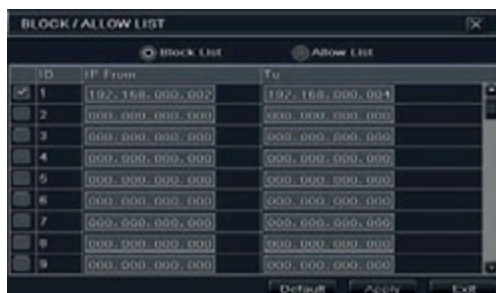 BLOCK / ALLOW LIST
Block List Allow List
ID IP From To
1 192.168.000.002 192.168.000.004
2 000.000.000.000 000.000.000.000
3 000.000.000.000 000.000.000.000
4 000.000.000.000 000.000.000.000
5 000.000.000.000 000.000.000.000
6 000.000.000.000 000.000.000.000
7 000.000.000.000 000.000.000.000
8 000.000.000.000 000.000.000.000
9 000.000.000.000 000.000.000.000
Default Apply Exit